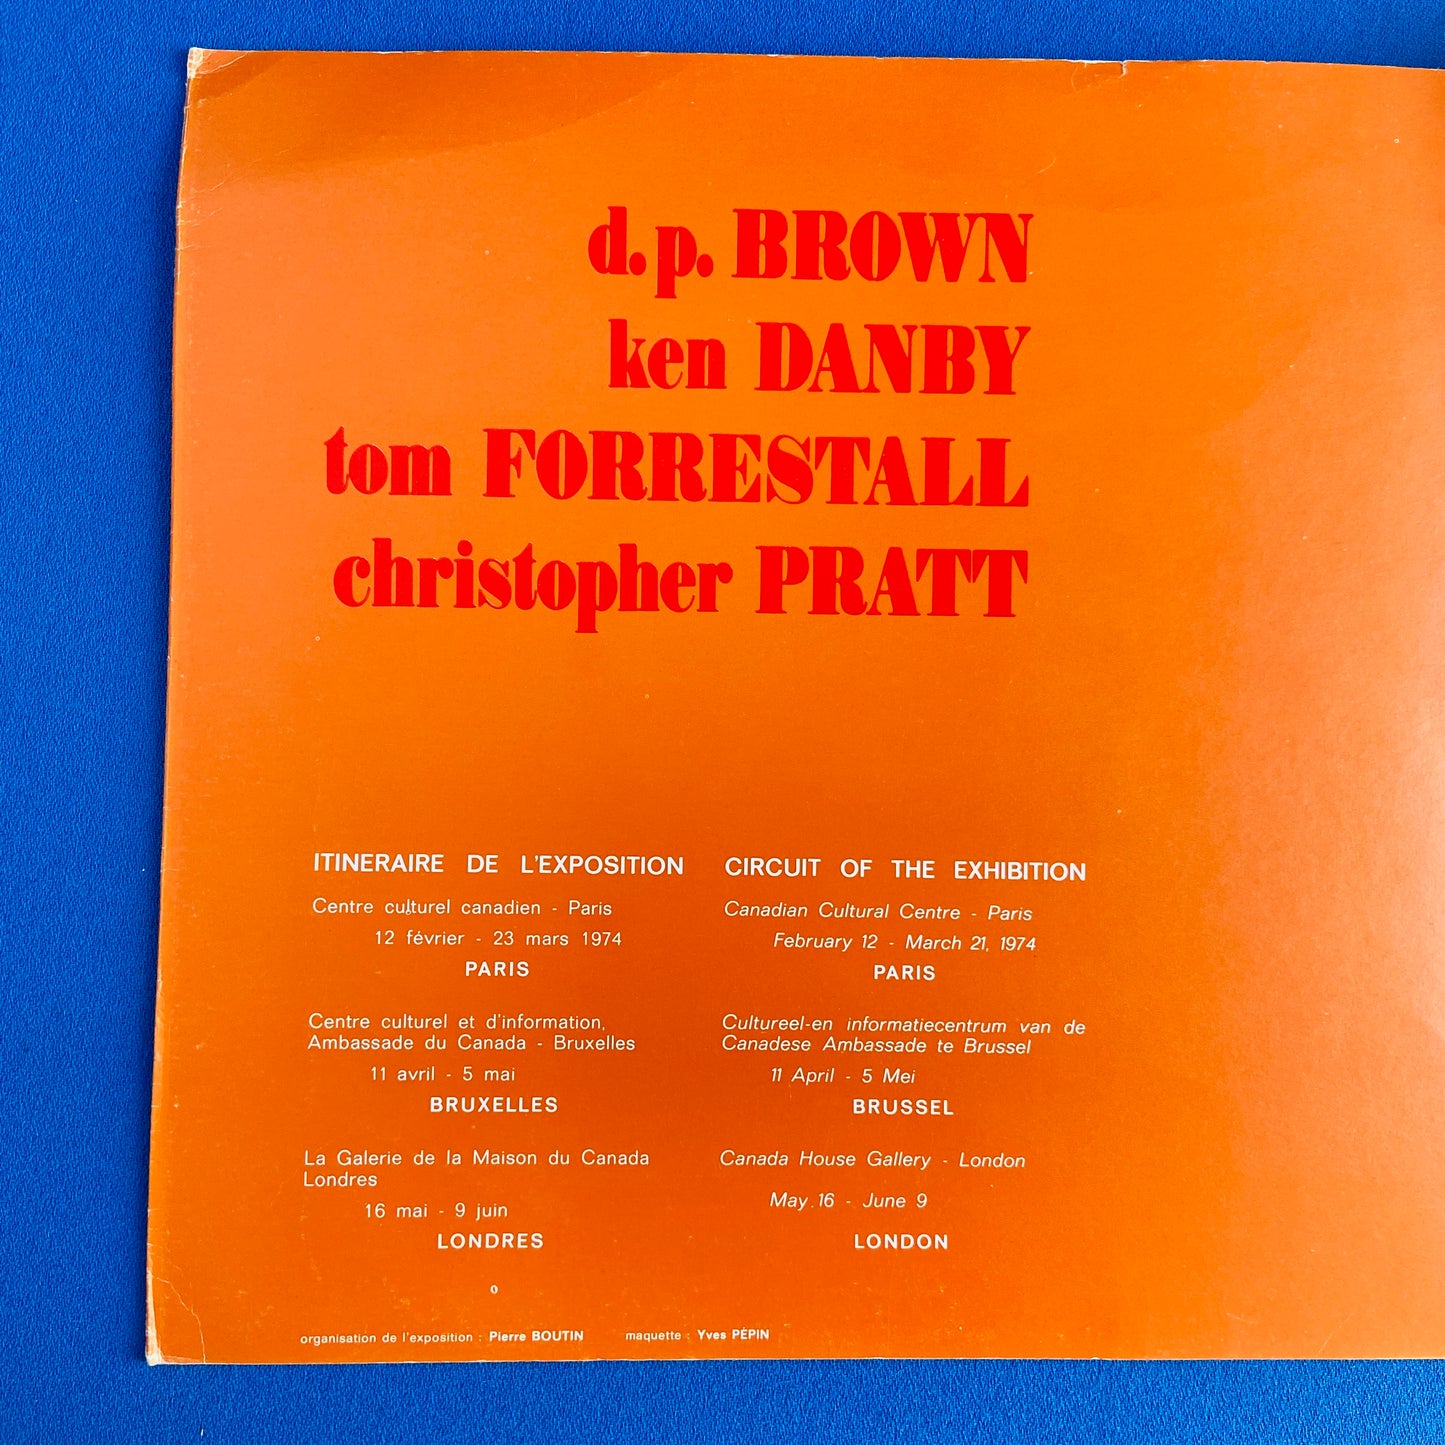 d.p. BROWN
ken DANBY
tom FORRESTALL
christopher PRATT
ITINERAIRE DE L'EXPOSITION
Centre culturel canadien - Paris
12 février - 23 mars 1974
PARIS
Centre culturel et d'information,
Ambassade du Canada - Bruxelles
11 avril - 5 mai
BRUXELLES
La Galerie de la Maison du Canada
Londres
16 mai - 9 juin
LONDRES
CIRCUIT OF THE EXHIBITION
Canadian Cultural Centre - Paris
February 12 - March 21, 1974
PARIS
Cultureel-en informatiecentrum van de
Canadese Ambassade te Brussel
11 April - 5 Mei
BRUSSEL
Canada House Gallery - London
May 16 - June 9
LONDON
organisation de l'exposition : Pierre BOUTIN
maquette : Yves PÉPIN